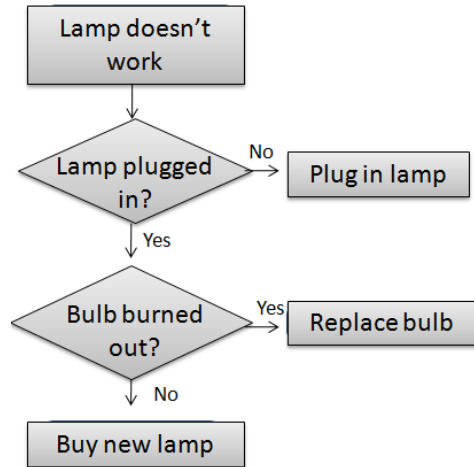 Lamp doesn't
work
Lamp plugged
in?
No
Plug in lamp
Yes
Bulb burned
out?
Yes
Replace bulb
No
Buy new lamp